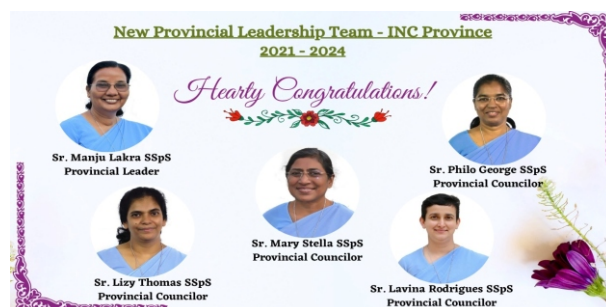 New Provincial Leadership Team - INC Province
2021 - 2024
Hearty Congratulations!
Sr. Manju Lakra SSpS
Provincial Leader
Sr. Philo George SSpS
Provincial Councilor
Sr. Mary Stella SSpS
Provincial Councilor
Sr. Lizy Thomas SSpS
Provincial Councilor
Sr. Lavina Rodrigues SSpS
Provincial Councilor